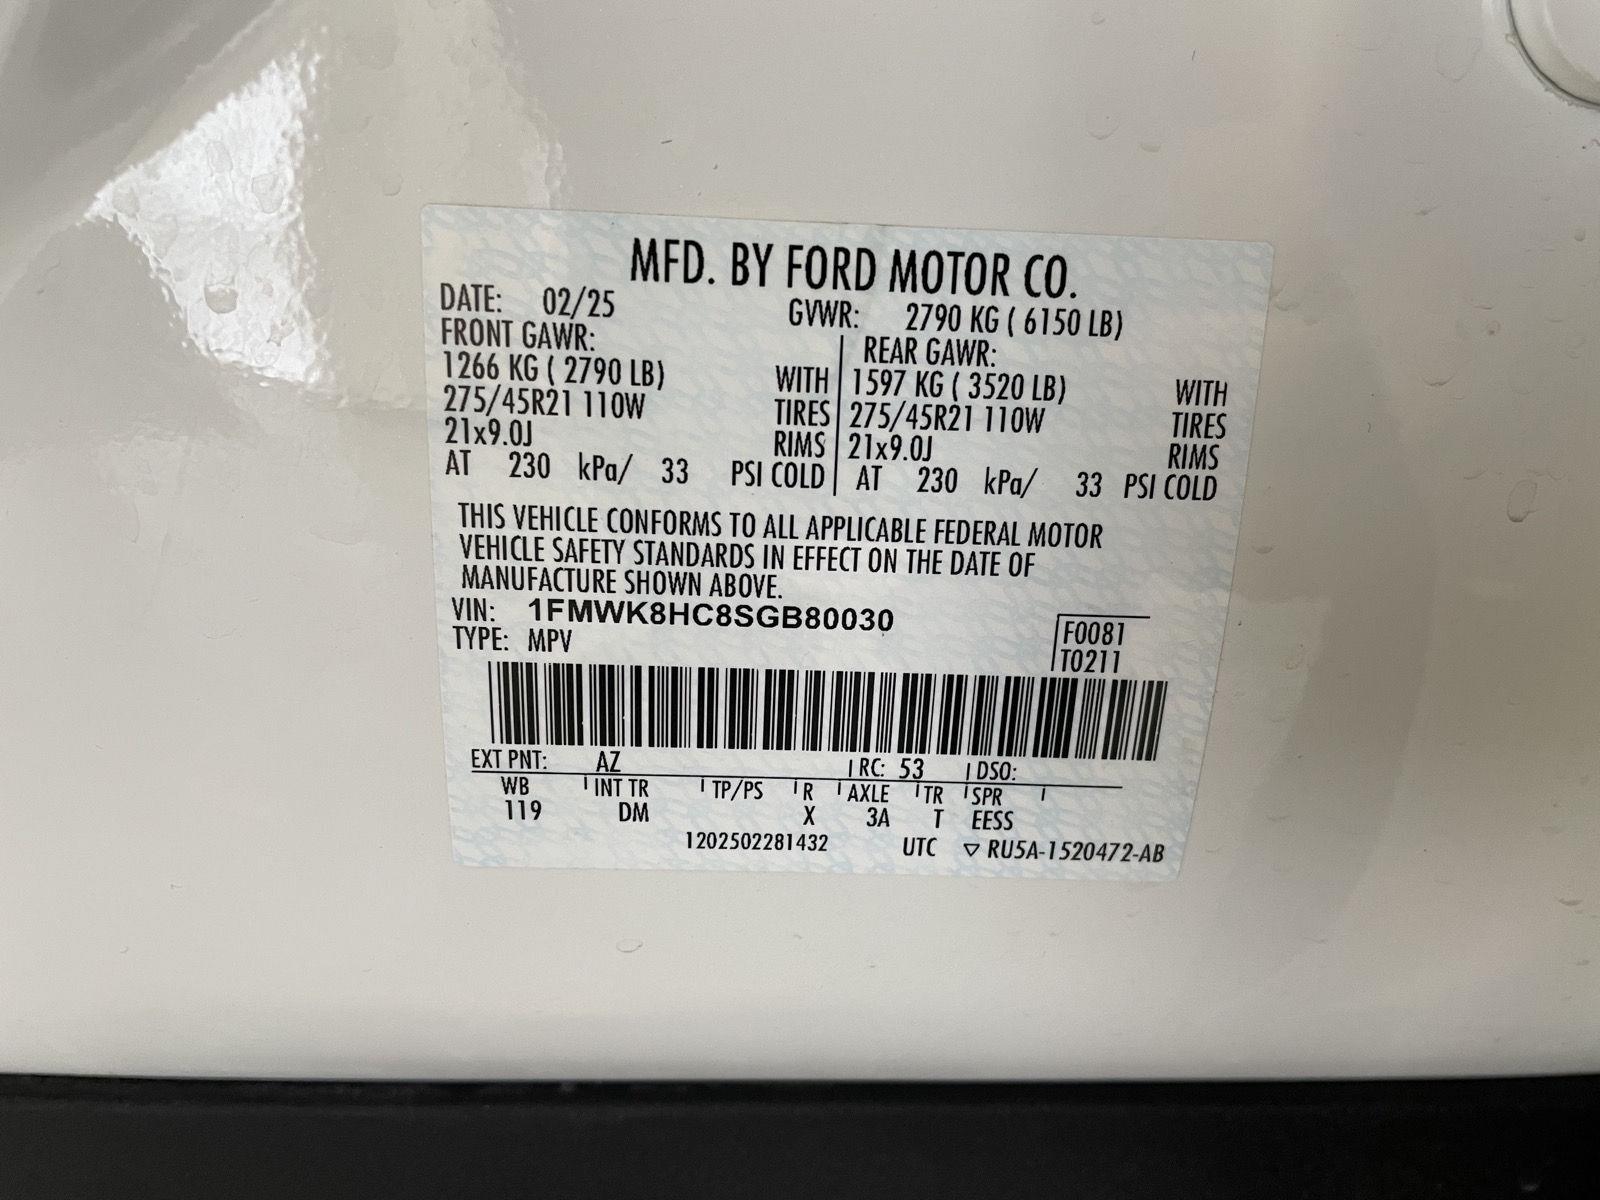 MFD. BY FORD MOTOR CO.
DATE: 02/25 GVWR: 2790 KG ( 6150 LB)
FRONT GAWR: REAR GAWR:
1266 KG ( 2790 LB) WITH 1597 KG ( 3520 LB) WITH
275/45R21 110W TIRES 275/45R21 110W TIRES
21x9.0J RIMS 21x9.0J RIMS
AT 230 kPa/ 33 PSI COLD AT 230 kPa/ 33 PSI COLD
THIS VEHICLE CONFORMS TO ALL APPLICABLE FEDERAL MOTOR
VEHICLE SAFETY STANDARDS IN EFFECT ON THE DATE OF
MANUFACTURE SHOWN ABOVE.
VIN: 1FMWK8HC8SGB80030 F0081
TYPE: MPV T0211
EXT PNT: AZ RC: 53 DSO:
WB INT TR TP/PS R AXLE TR SPR
119 DM X 3A T EESS
1202502281432 UTC ▽ RU5A-1520472-AB